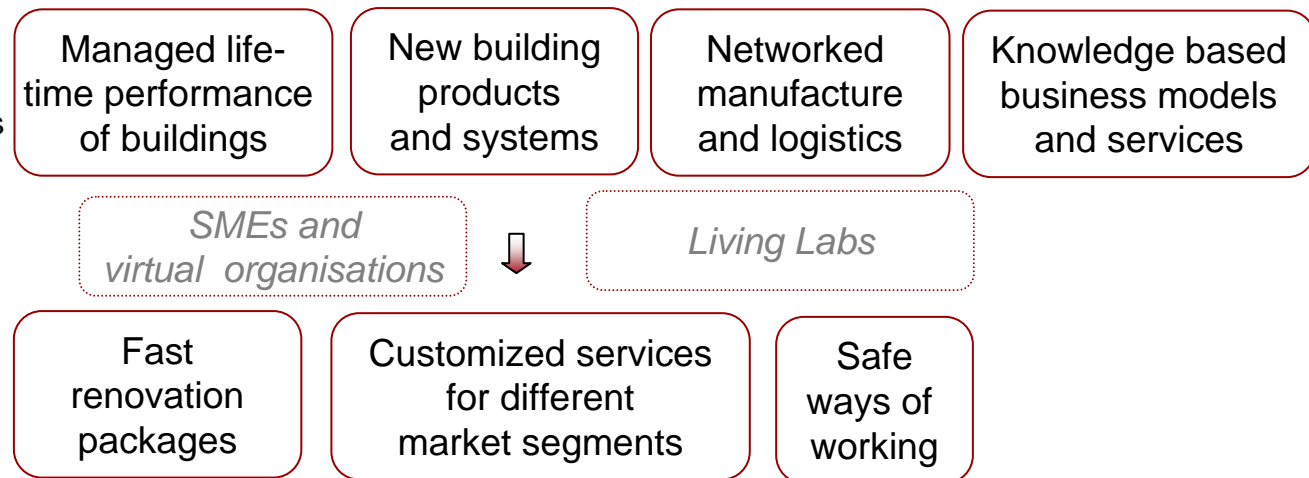 Managed life-
time performance
of buildings
New building
products
and systems
Networked
manufacture
and logistics
Knowledge based
business models
and services
s
SMEs and
virtual organisations
Living Labs
Fast
renovation
packages
Customized services
for different
market segments
Safe
ways of
working